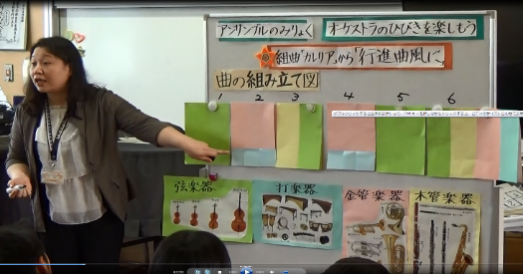 アンサンブルのみりょく
オーケストラのひびきを楽しもう
組曲"カレリア"から"行進曲風に"
曲の組み立て図
1 2 3 4 5 6
弦楽器
打楽器
金管楽器
木管楽器